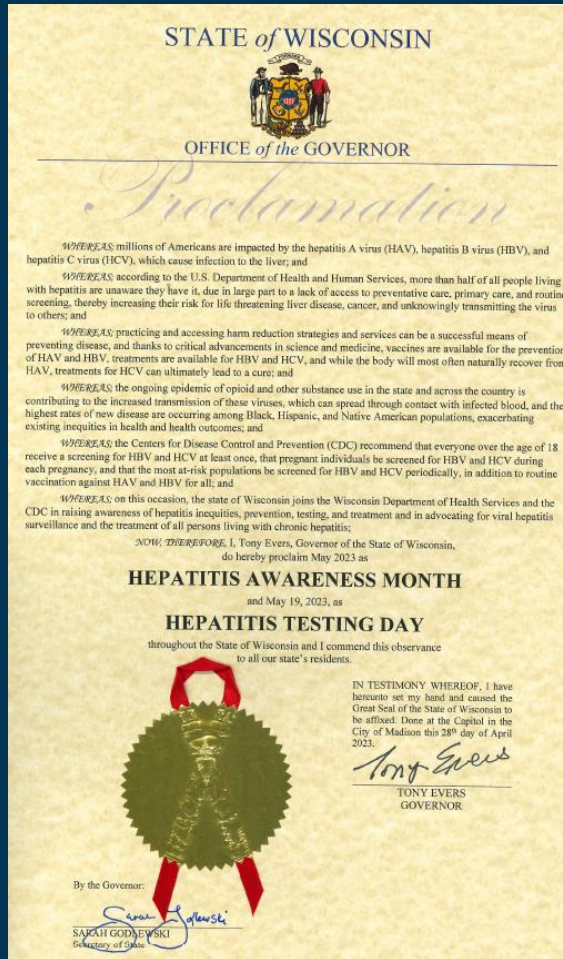 STATE of WISCONSIN
OFFICE of the GOVERNOR
Proclamation
WHEREAS; millions of Americans are impacted by the hepatitis A virus (HAV), hepatitis B virus (HBV), and
hepatitis C virus (HCV), which cause infection to the liver; and
WHEREAS; according to the U.S. Department of Health and Human Services, more than half of all people living
with hepatitis are unaware they have it, due in large part to a lack of access to preventative care, primary care, and routine
screening, thereby increasing their risk for life threatening liver disease, cancer, and unknowingly transmitting the virus
to others; and
WHEREAS; practicing and accessing harm reduction strategies and services can be a successful means of
preventing disease, and thanks to critical advancements in science and medicine, vaccines are available for the prevention
of HAV and HBV, treatments are available for HBV and HCV, and while the body will most often naturally recover from
HAV, treatments for HCV can ultimately lead to a cure; and
WHEREAS; the ongoing epidemic of opioid and other substance use in the state and across the country is
contributing to the increased transmission of these viruses, which can spread through contact with infected blood, and the
highest rates of new disease are occurring among Black, Hispanic, and Native American populations, exacerbating
existing inequities in health and health outcomes; and
WHEREAS; the Centers for Disease Control and Prevention (CDC) recommend that everyone over the age of 18
receive a screening for HBV and HCV at least once, that pregnant individuals be screened for HBV and HCV during
each pregnancy, and that the most at-risk populations be screened for HBV and HCV periodically, in addition to routine
vaccination against HAV and HBV for all; and
WHEREAS; on this occasion, the state of Wisconsin joins the Wisconsin Department of Health Services and the
CDC in raising awareness of hepatitis inequities, prevention, testing, and treatment and in advocating for viral hepatitis
surveillance and the treatment of all persons living with chronic hepatitis;
NOW, THEREFORE, I, Tony Evers, Governor of the State of Wisconsin,
do hereby proclaim May 2023 as
HEPATITIS AWARENESS MONTH
and May 19, 2023, as
HEPATITIS TESTING DAY
throughout the State of Wisconsin and I commend this observance
to all our state's residents.
IN TESTIMONY WHEREOF, I have
hereunto set my hand and caused the
Great Seal of the State of Wisconsin to
be affixed. Done at the Capitol in the
City of Madison this 28th day of April
2023.
Tony Evers
TONY EVERS
GOVERNOR
By the Governor:
Sarah Godlewski
SARAH GODLEWSKI
Secretary of State